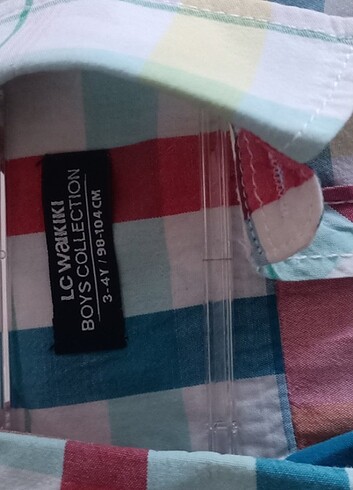 LC WAIKIKI
BOYS COLLECTION
3-4Y / 98-104 CM